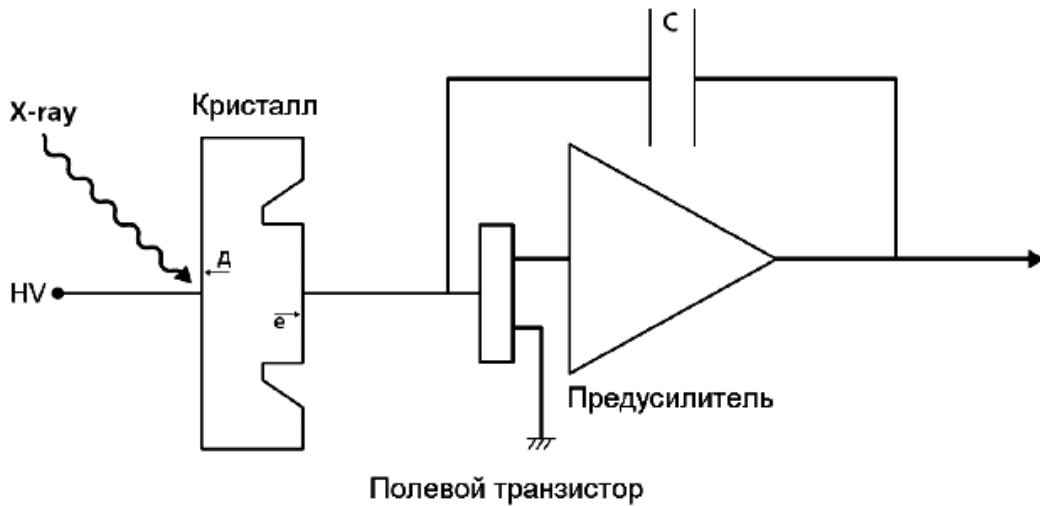 C
Кристалл
X-ray
д
HV
e
Предусилитель
Полевой транзистор